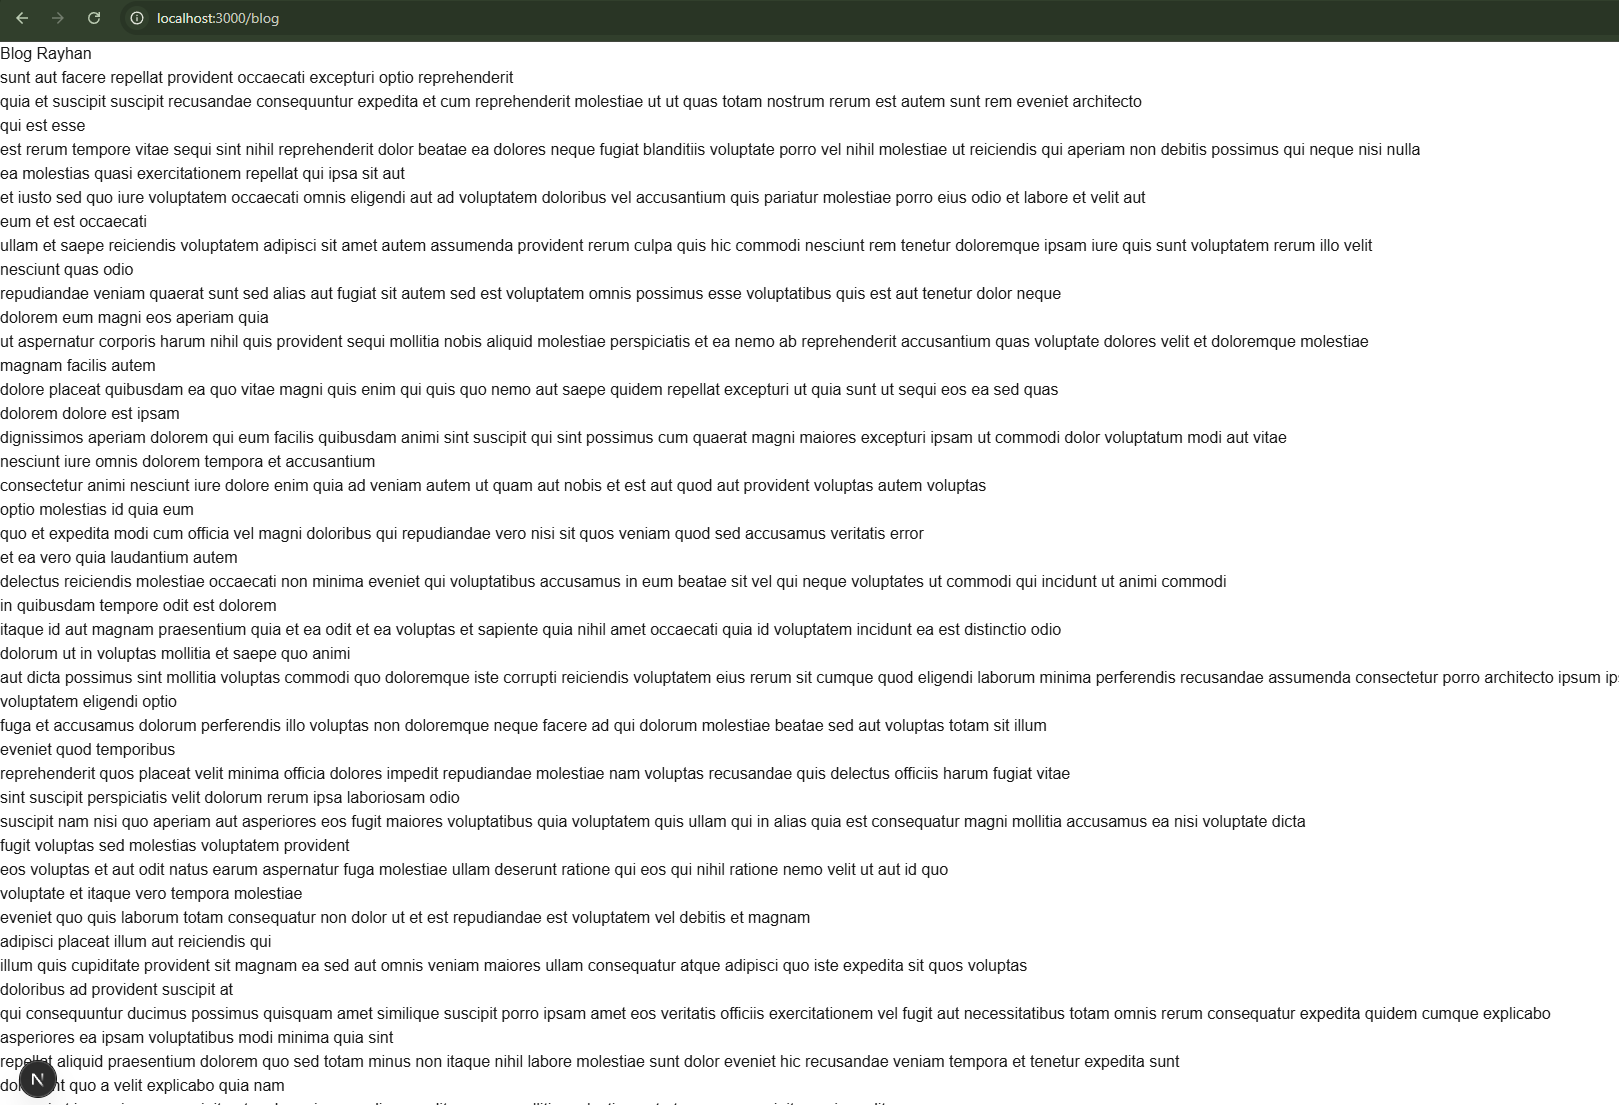 localhost:3000/blog
Blog Rayhan
sunt aut facere repellat provident occaecati excepturi optio reprehenderit
quia et suscipit suscipit recusandae consequuntur expedita et cum reprehenderit molestiae ut ut quas totam nostrum rerum est autem sunt rem eveniet architecto
qui est esse
est rerum tempore vitae sequi sint nihil reprehenderit dolor beatae ea dolores neque fugiat blanditiis voluptate porro vel nihil molestiae ut reiciendis qui aperiam non debitis possimus qui neque nisi nulla
ea molestias quasi exercitationem repellat qui ipsa sit aut
et iusto sed quo iure voluptatem occaecati omnis eligendi aut ad voluptatem doloribus vel accusantium quis pariatur molestiae porro eius odio et labore et velit aut
eum et est occaecati
ullam et saepe reiciendis voluptatem adipisci sit amet autem assumenda provident rerum culpa quis hic commodi nesciunt rem tenetur doloremque ipsam iure quis sunt voluptatem rerum illo velit
nesciunt quas odio
repudiandae veniam quaerat sunt sed alias aut fugiat sit autem sed est voluptatem omnis possimus esse voluptatibus quis est aut tenetur dolor neque
dolorem eum magni eos aperiam quia
ut aspernatur corporis harum nihil quis provident sequi mollitia nobis aliquid molestiae perspiciatis et ea nemo ab reprehenderit accusantium quas voluptate dolores velit et doloremque molestiae
magnam facilis autem
dolore placeat quibusdam ea quo vitae magni quis enim qui quis quo nemo aut saepe quidem repellat excepturi ut quia sunt ut sequi eos ea sed quas
dolorem dolore est ipsam
dignissimos aperiam dolorem qui eum facilis quibusdam animi sint suscipit qui sint possimus cum quaerat magni maiores excepturi ipsam ut commodi dolor voluptatum modi aut vitae
nesciunt iure omnis dolorem tempora et accusantium
consectetur animi nesciunt iure dolore enim quia ad veniam autem ut quam aut nobis et est aut quod aut provident voluptas autem voluptas
optio molestias id quia eum
quo et expedita modi cum officia vel magni doloribus qui repudiandae vero nisi sit quos veniam quod sed accusamus veritatis error
et ea vero quia laudantium autem
delectus reiciendis molestiae occaecati non minima eveniet qui voluptatibus accusamus in eum beatae sit vel qui neque voluptates ut commodi qui incidunt ut animi commodi
in quibusdam tempore odit est dolorem
itaque id aut magnam praesentium quia et ea odit et ea voluptas et sapiente quia nihil amet occaecati quia id voluptatem incidunt ea est distinctio odio
dolorum ut in voluptas mollitia et saepe quo animi
aut dicta possimus sint mollitia voluptas commodi quo doloremque iste corrupti reiciendis voluptatem eius rerum sit cumque quod eligendi laborum minima perferendis recusandae assumenda consectetur porro architecto ipsum
voluptatem eligendi optio
fuga et accusamus dolorum perferendis illo voluptas non doloremque neque facere ad qui dolorum molestiae beatae sed aut voluptas totam sit illum
eveniet quod temporibus
reprehenderit quos placeat velit minima officia dolores impedit repudiandae molestiae nam voluptas recusandae quis delectus officiis harum fugiat vitae
sint suscipit perspiciatis velit dolorum rerum ipsa laboriosam odio
suscipit nam nisi quo aperiam aut asperiores eos fugit maiores voluptatibus quia voluptatem quis ullam qui in alias quia est consequatur magni mollitia accusamus ea nisi voluptate dicta
fugit voluptas sed molestias voluptatem provident
eos voluptas et aut odit natus earum aspernatur fuga molestiae ullam deserunt ratione qui eos qui nihil ratione nemo velit ut aut id quo
voluptate et itaque vero tempora molestiae
eveniet quo quis laborum totam consequatur non dolor ut et est repudiandae est voluptatem vel debitis et magnam
adipisci placeat illum aut reiciendis qui
illum quis cupiditate provident sit magnam ea sed aut omnis veniam maiores ullam consequatur atque adipisci quo iste expedita sit quos voluptas
doloribus ad provident suscipit at
qui consequuntur ducimus possimus quisquam amet similique suscipit porro ipsam amet eos veritatis officiis exercitationem vel fugit aut necessitatibus totam omnis rerum consequatur expedita quidem cumque explicabo
asperiores ea ipsam voluptatibus modi minima quia sint
repellat aliquid praesentium dolorem quo sed totam minus non itaque nihil labore molestiae sunt dolor eveniet hic recusandae veniam tempora et tenetur expedita sunt
quo a velit explicabo quia nam